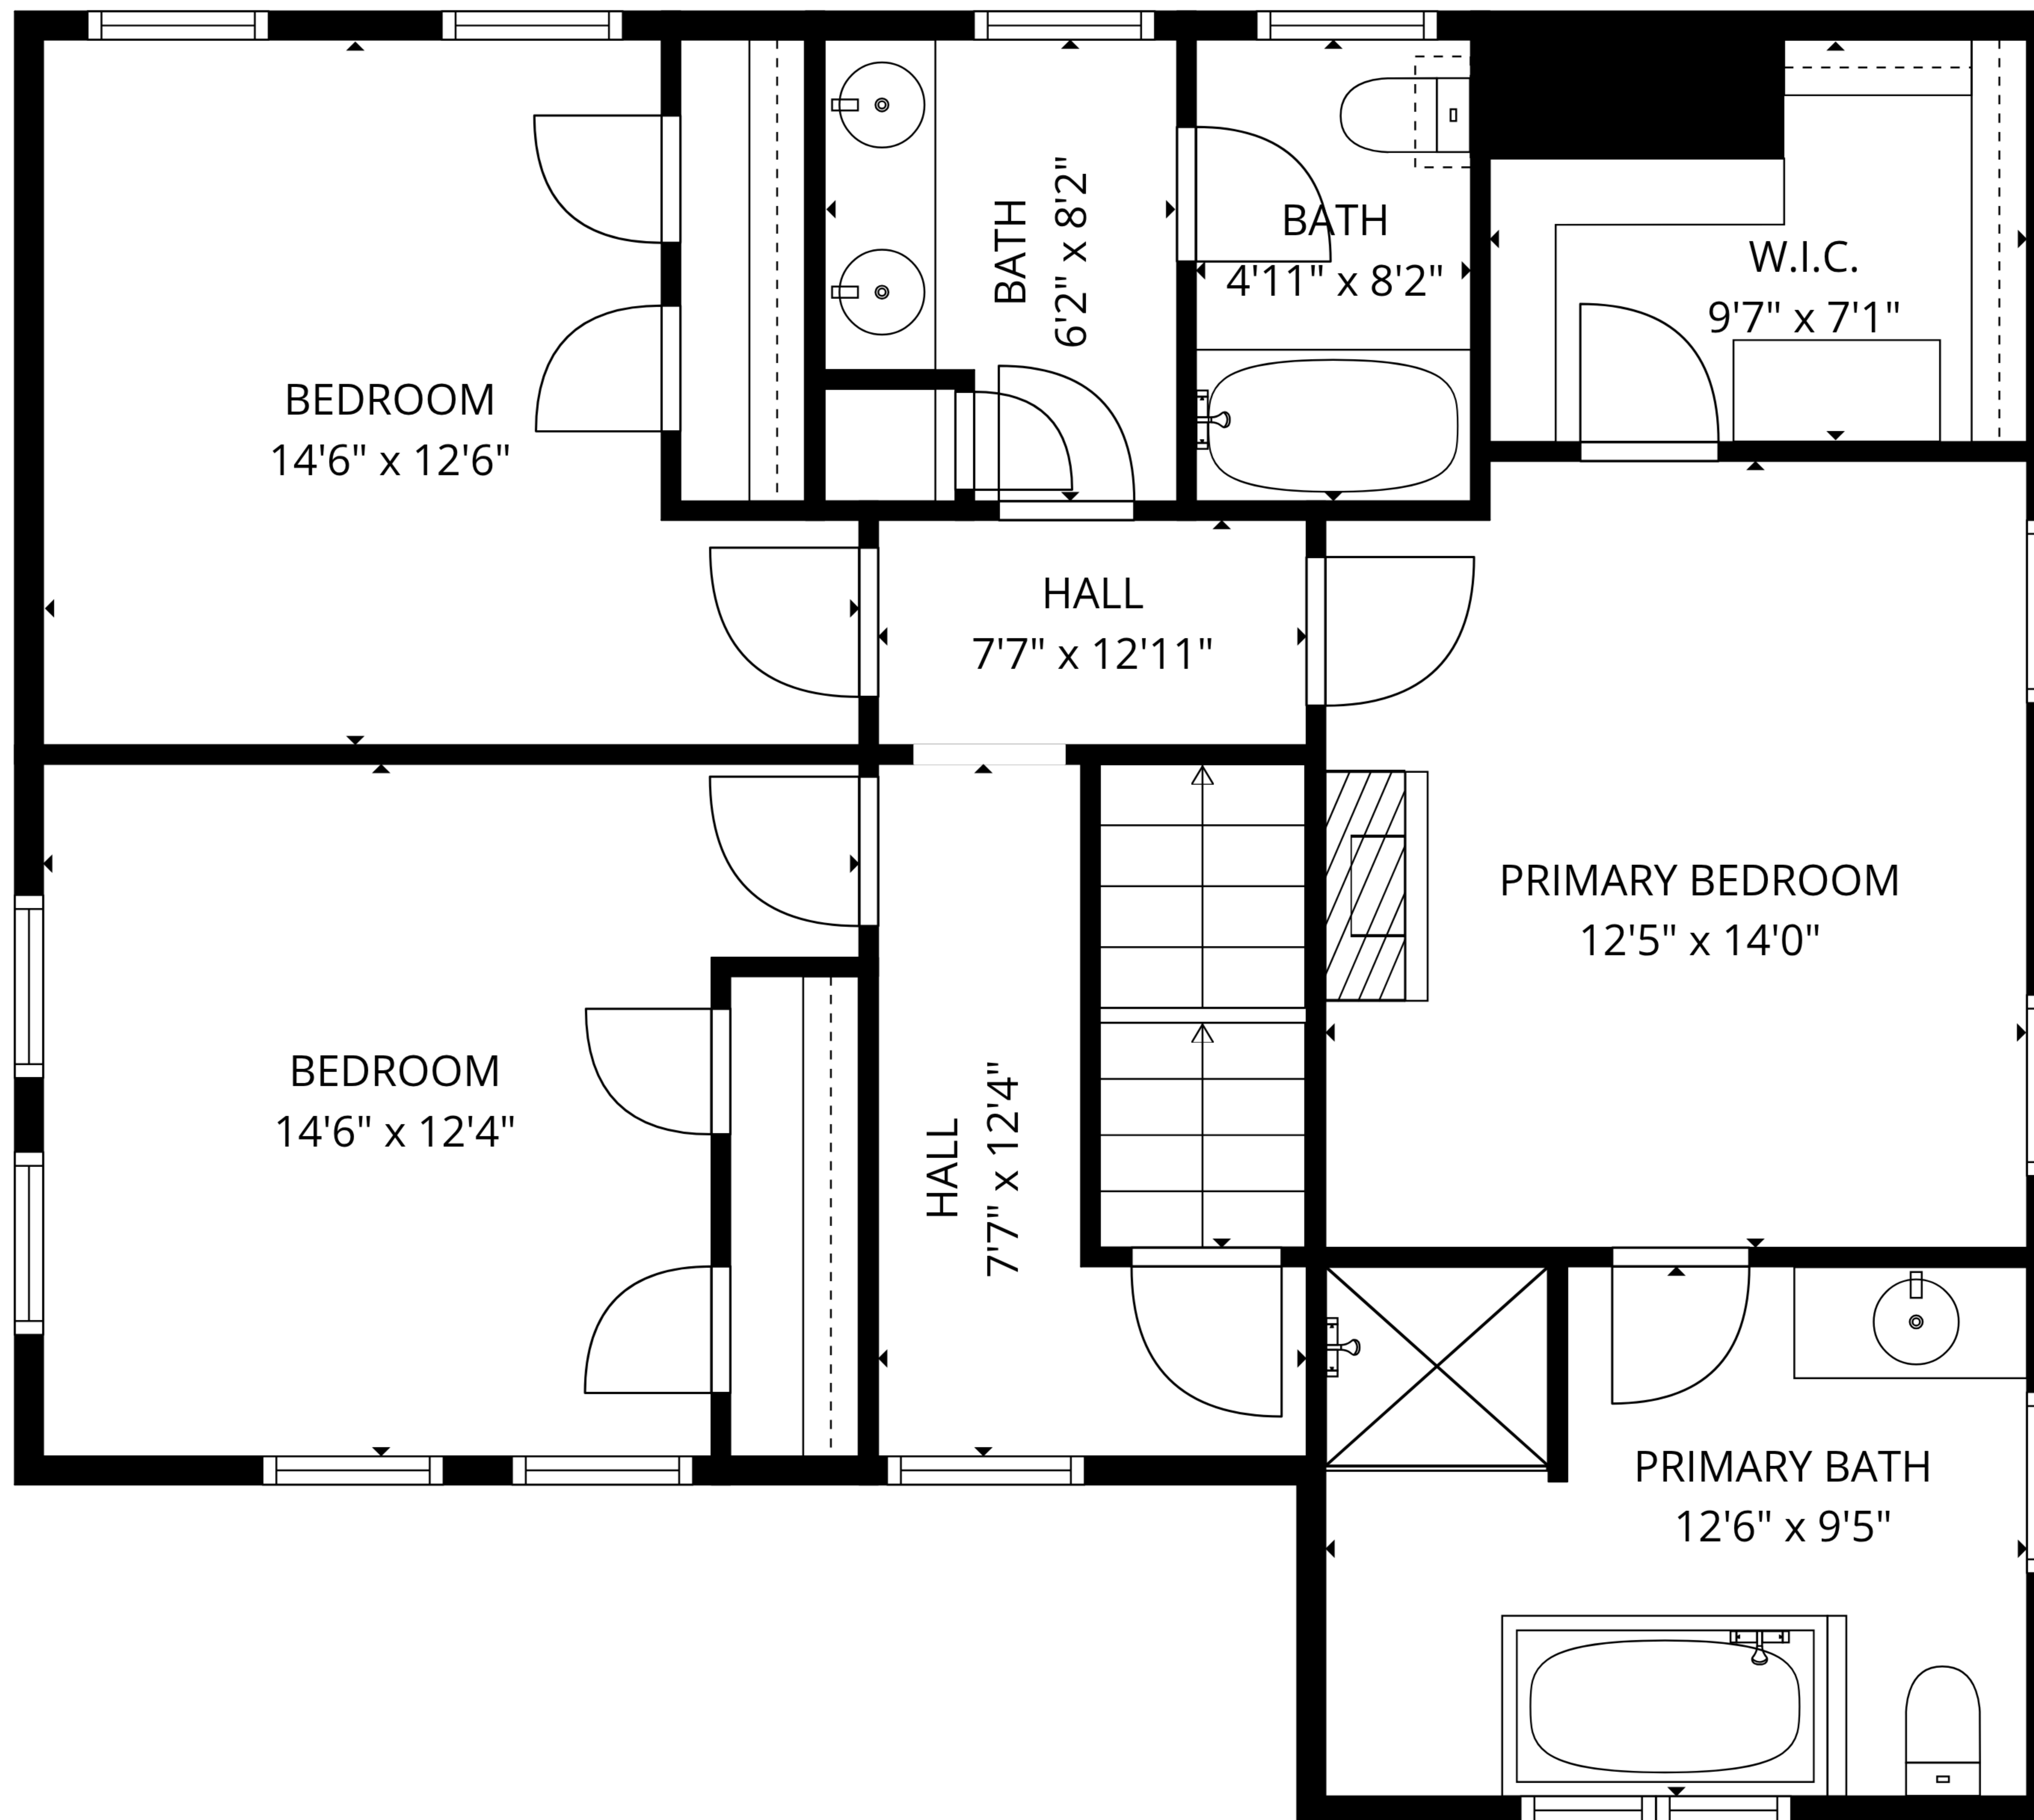 BATH
6'2" x 8'2"
BATH
4'11" x 8'2"
W.I.C.
9'7" x 7'1"
BEDROOM
14'6" x 12'6"
HALL
7'7" x 12'11"
PRIMARY BEDROOM
12'5" x 14'0"
BEDROOM
14'6" x 12'4"
HALL
7'7" x 12'4"
PRIMARY BATH
12'6" x 9'5"